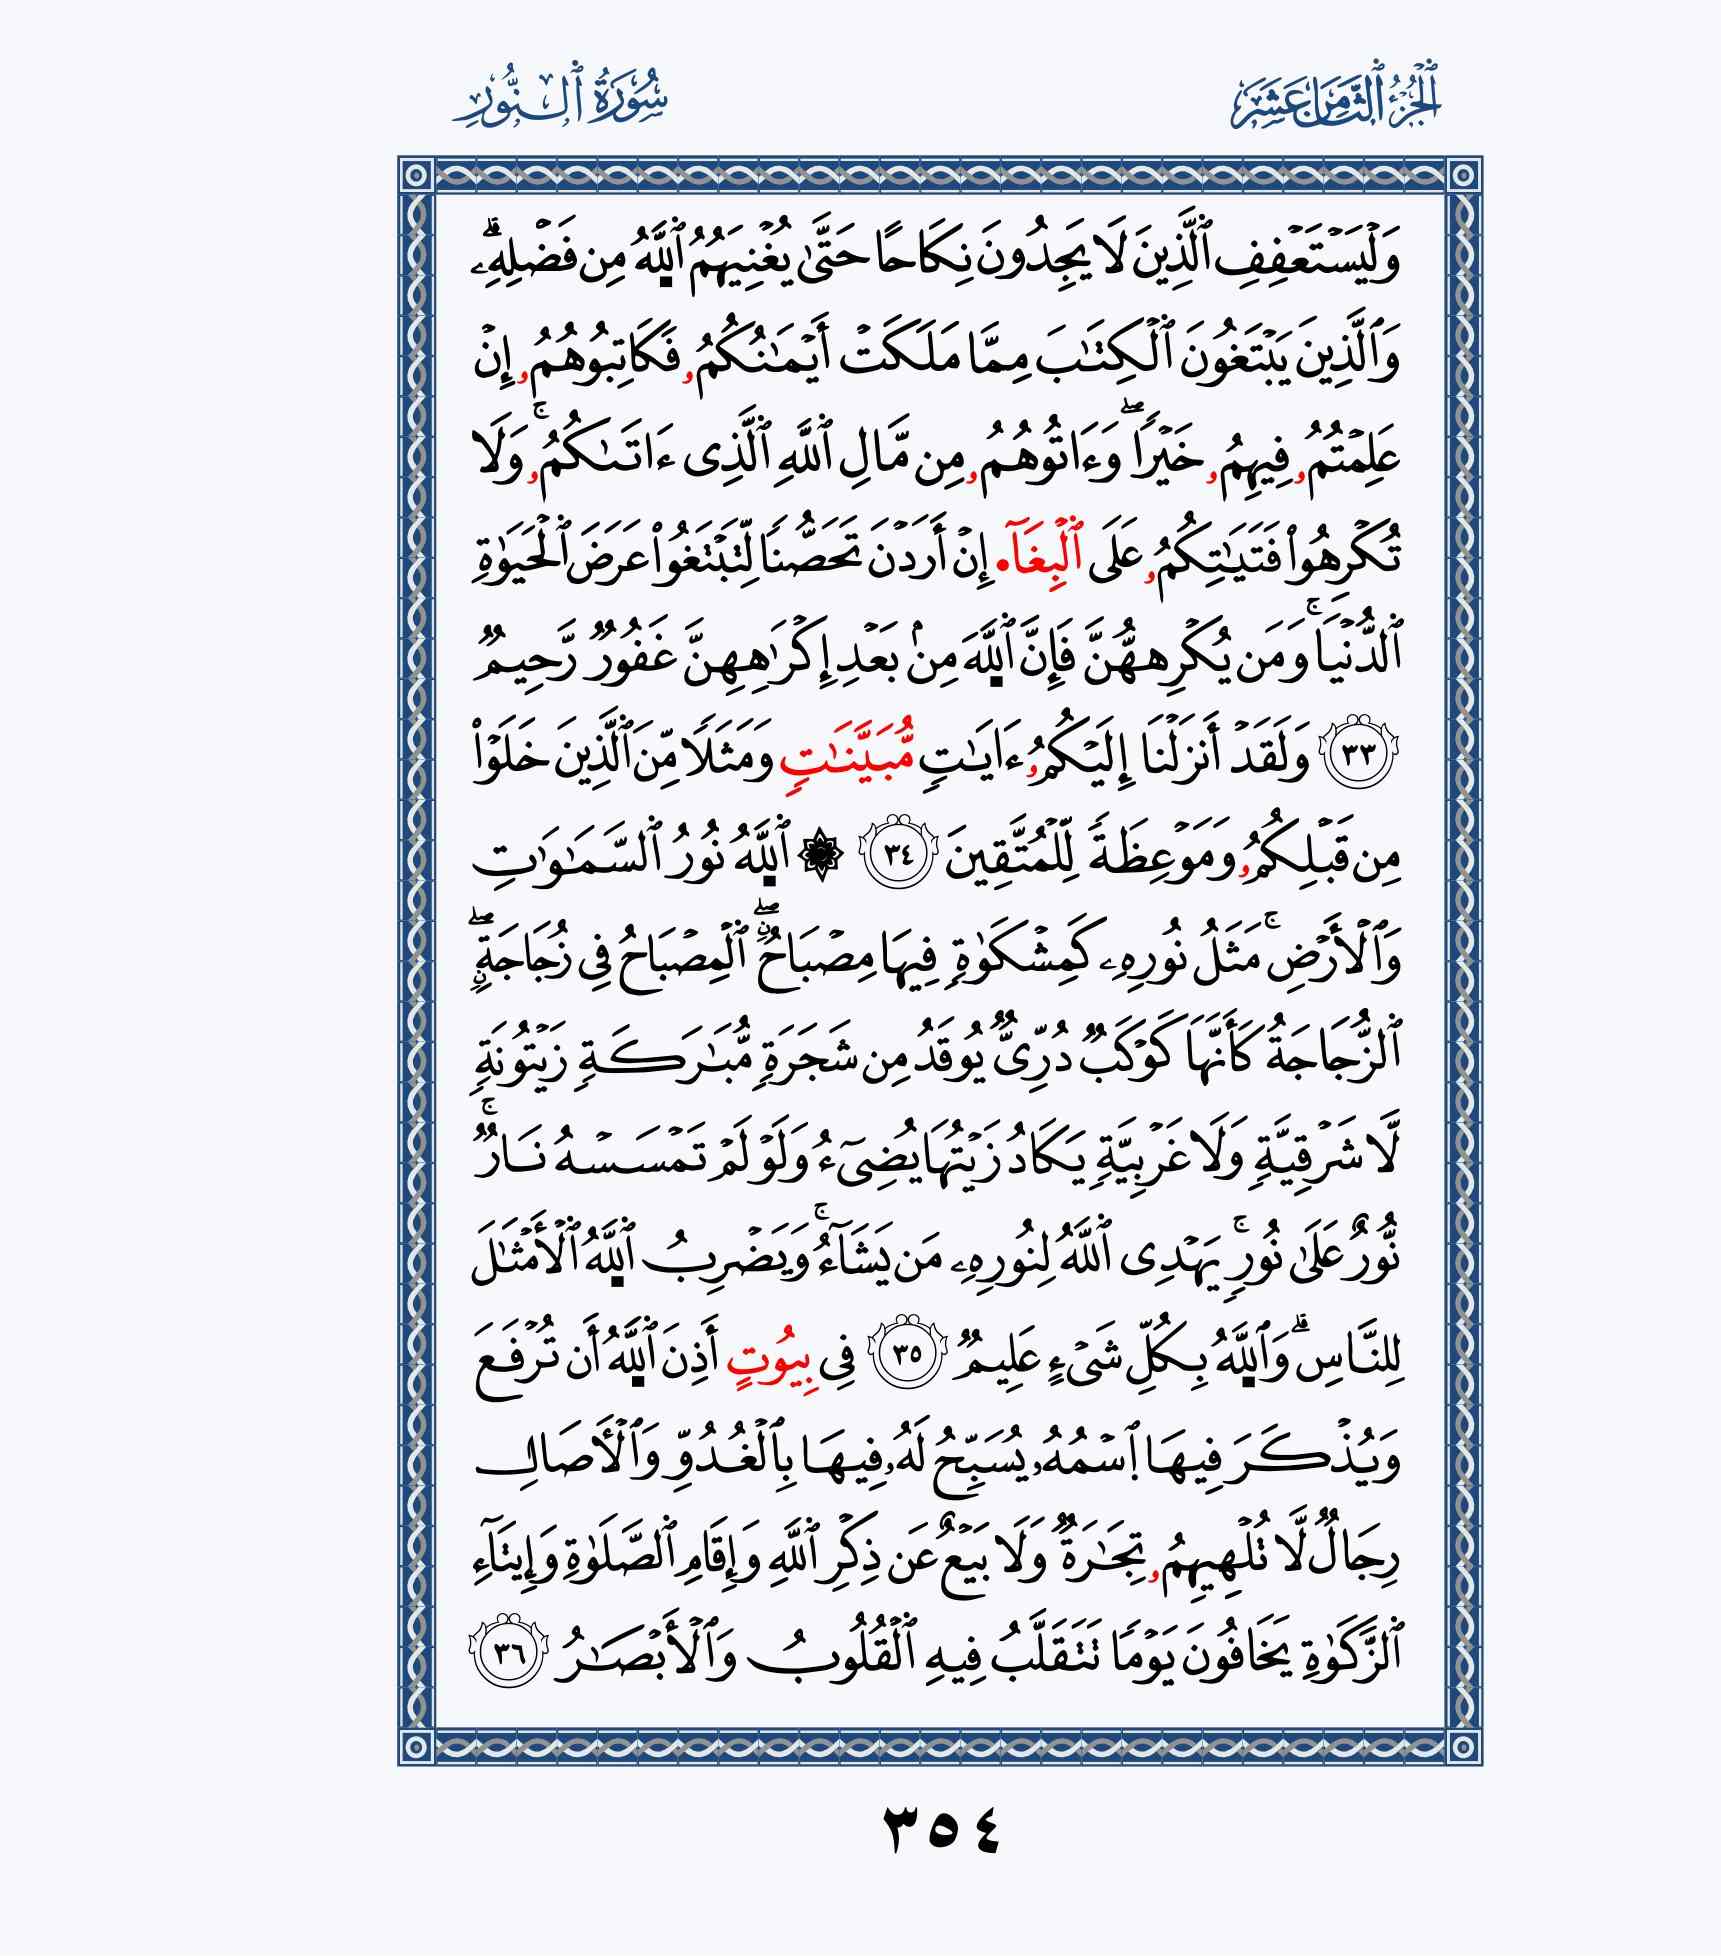 ٱلْجُزْءُ ٱلثَّامِنَ عَشَرَ
سُورَةُ ٱلنُّورِ
وَلْيَسْتَعْفِفِ ٱلَّذِينَ لَا يَجِدُونَ نِكَاحًا حَتَّىٰ يُغْنِيَهُمُ ٱللَّهُ مِن فَضْلِهِۦۗ
وَٱلَّذِينَ يَبْتَغُونَ ٱلْكِتَٰبَ مِمَّا مَلَكَتْ أَيْمَٰنُكُمُۥ فَكَاتِبُوهُمُۥ إِنْ
عَلِمْتُمُۥ فِيهِمُۥ خَيْرًاۖ وَءَاتُوهُمُۥ مِن مَّالِ ٱللَّهِ ٱلَّذِى ءَاتَىٰكُمُۥۚ وَلَا
تُكْرِهُوا۟ فَتَيَٰتِكُمُۥ عَلَى ٱلْبِغَآ• إِنْ أَرَدْنَ تَحَصُّنًا لِّتَبْتَغُوا۟ عَرَضَ ٱلْحَيَوٰةِ
ٱلدُّنْيَاۚ وَمَن يُكْرِههُّنَّ فَإِنَّ ٱللَّهَ مِنۢ بَعْدِ إِكْرَٰهِهِنَّ غَفُورٌ رَّحِيمٌ
٣٣ وَلَقَدْ أَنزَلْنَا إِلَيْكُمُۥ ءَايَٰتٍ مُّبَيَّنَٰتٍ وَمَثَلًا مِّنَ ٱلَّذِينَ خَلَوْا۟
مِن قَبْلِكُمُۥ وَمَوْعِظَةً لِّلْمُتَّقِينَ ٣٤ ۞ ٱللَّهُ نُورُ ٱلسَّمَٰوَٰتِ
وَٱلْأَرْضِۚ مَثَلُ نُورِهِۦ كَمِشْكَوٰةٍ فِيهَا مِصْبَاحٌۖ ٱلْمِصْبَاحُ فِى زُجَاجَةٍۖ
ٱلزُّجَاجَةُ كَأَنَّهَا كَوْكَبٌ دُرِّىٌّ يُوقَدُ مِن شَجَرَةٍ مُّبَٰرَكَةٍ زَيْتُونَةٍ
لَّا شَرْقِيَّةٍ وَلَا غَرْبِيَّةٍ يَكَادُ زَيْتُهَا يُضِىٓءُ وَلَوْ لَمْ تَمْسَسْهُ نَارٌۚ
نُّورٌ عَلَىٰ نُورٍۚ يَهْدِى ٱللَّهُ لِنُورِهِۦ مَن يَشَآءُۚ وَيَضْرِبُ ٱللَّهُ ٱلْأَمْثَٰلَ
لِلنَّاسِۗ وَٱللَّهُ بِكُلِّ شَىْءٍ عَلِيمٌ ٣٥ فِى بِيُوتٍ أَذِنَ ٱللَّهُ أَن تُرْفَعَ
وَيُذْكَرَ فِيهَا ٱسْمُهُۥ يُسَبِّحُ لَهُۥ فِيهَا بِٱلْغُدُوِّ وَٱلْأَصَالِ
رِجَالٌ لَّا تُلْهِيهِمُۥ تِجَٰرَةٌ وَلَا بَيْعٌ عَن ذِكْرِ ٱللَّهِ وَإِقَامِ ٱلصَّلَوٰةِ وَإِيتَآءِ
ٱلزَّكَوٰةِ يَخَافُونَ يَوْمًا تَتَقَلَّبُ فِيهِ ٱلْقُلُوبُ وَٱلْأَبْصَٰرُ ٣٦
٣٥٤